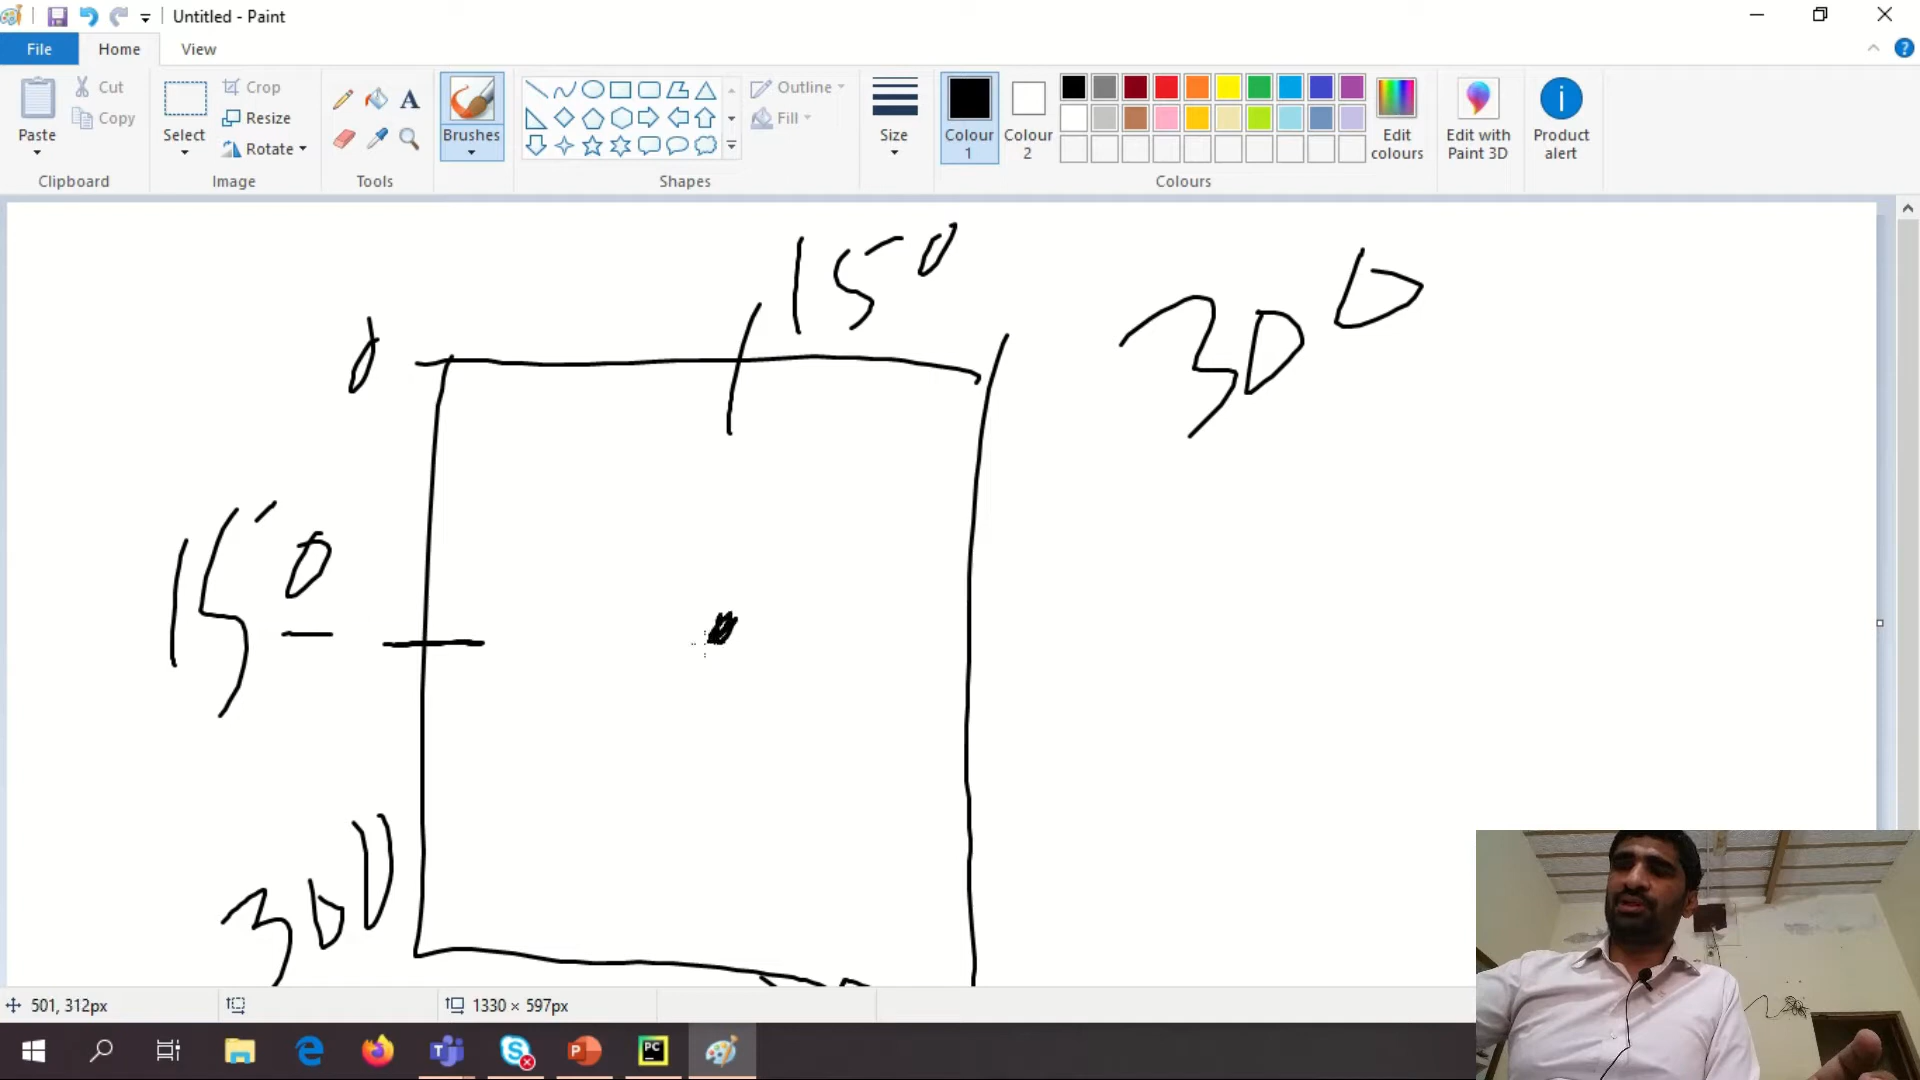 Untitled - Paint
File Home View
Paste
Cut
Copy
Clipboard
Select
Crop
Resize
Rotate
Image
Tools
Brushes
Shapes
Outline
Fill
Size
Colour 1
Colour 2
Edit colours
Colours
Edit with Paint 3D
Product alert
150
300
0
150
300
501, 312px
1330 × 597px